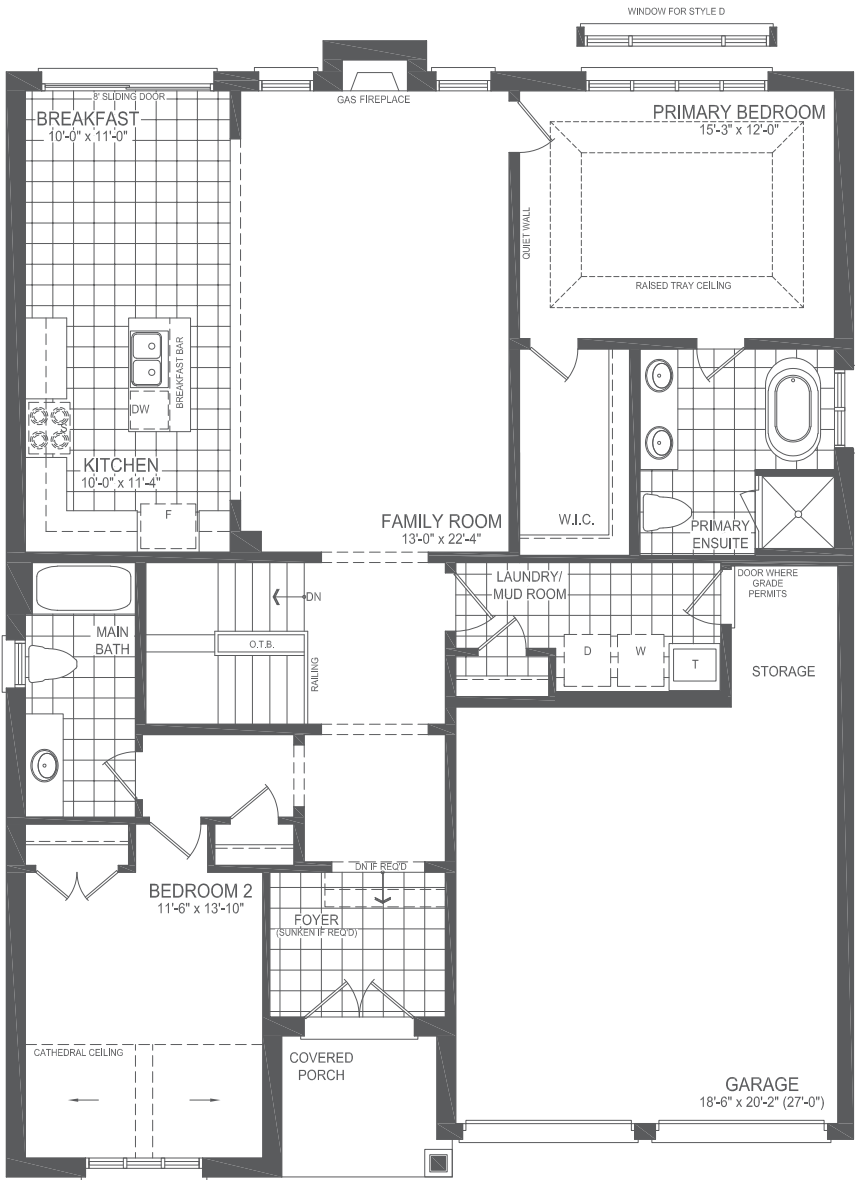 WINDOW FOR STYLE D
8' SLIDING DOOR
BREAKFAST
10'-0" x 11'-0"
GAS FIREPLACE
PRIMARY BEDROOM
15'-3" x 12'-0"
QUIET WALL
RAISED TRAY CEILING
BREAKFAST BAR
DW
S
KITCHEN
10'-0" x 11'-4"
F
FAMILY ROOM
13'-0" x 22'-4"
W.I.C.
PRIMARY
ENSUITE
MAIN
BATH
DN
O.T.B.
RAILING
LAUNDRY/
MUD ROOM
D
W
T
DOOR WHERE
GRADE
PERMITS
STORAGE
BEDROOM 2
11'-6" x 13'-10"
DN IF REQ'D
FOYER
(SUNKEN IF REQ'D)
CATHEDRAL CEILING
COVERED
PORCH
GARAGE
18'-6" x 20'-2" (27'-0")